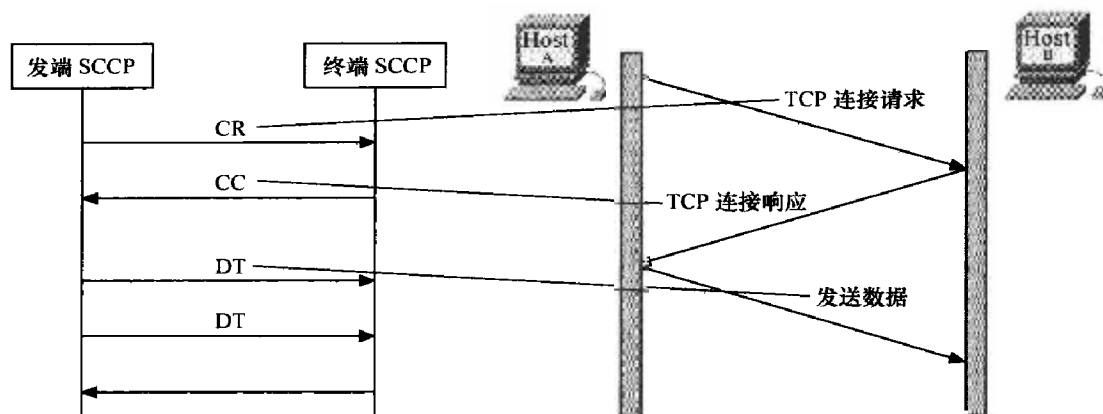 发端 SCCP
终端 SCCP
CR
CC
DT
DT
Host
A
Host
B
TCP 连接请求
TCP 连接响应
发送数据